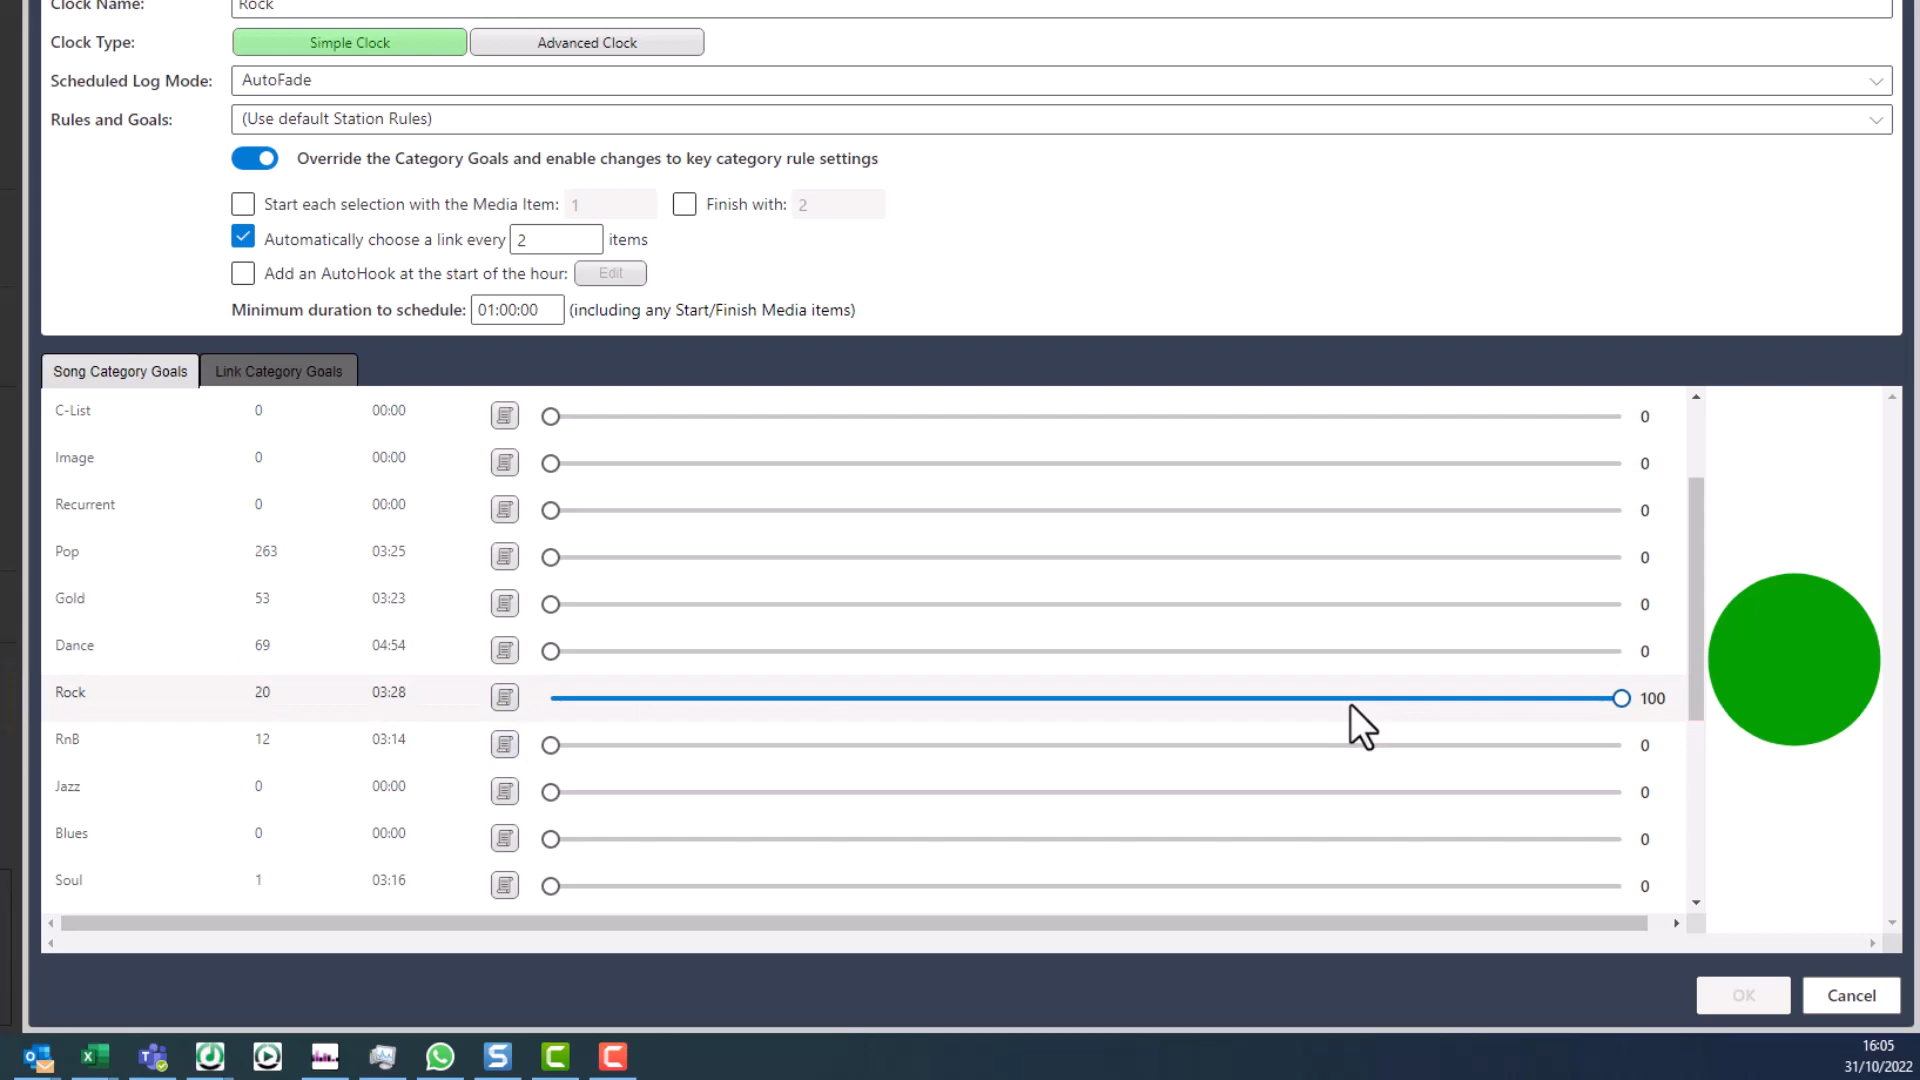 Clock Name: Rock
Clock Type: Simple Clock Advanced Clock
Scheduled Log Mode: AutoFade
Rules and Goals: (Use default Station Rules)
Override the Category Goals and enable changes to key category rule settings
Start each selection with the Media Item: 1 Finish with: 2
Automatically choose a link every 2 items
Add an AutoHook at the start of the hour: Edit
Minimum duration to schedule: 01:00:00 (including any Start/Finish Media items)
Song Category Goals Link Category Goals
C-List 0 00:00 0
Image 0 00:00 0
Recurrent 0 00:00 0
Pop 263 03:25 0
Gold 53 03:23 0
Dance 69 04:54 0
Rock 20 03:28 100
RnB 12 03:14 0
Jazz 0 00:00 0
Blues 0 00:00 0
Soul 1 03:16 0
OK Cancel
16:05
31/10/2022